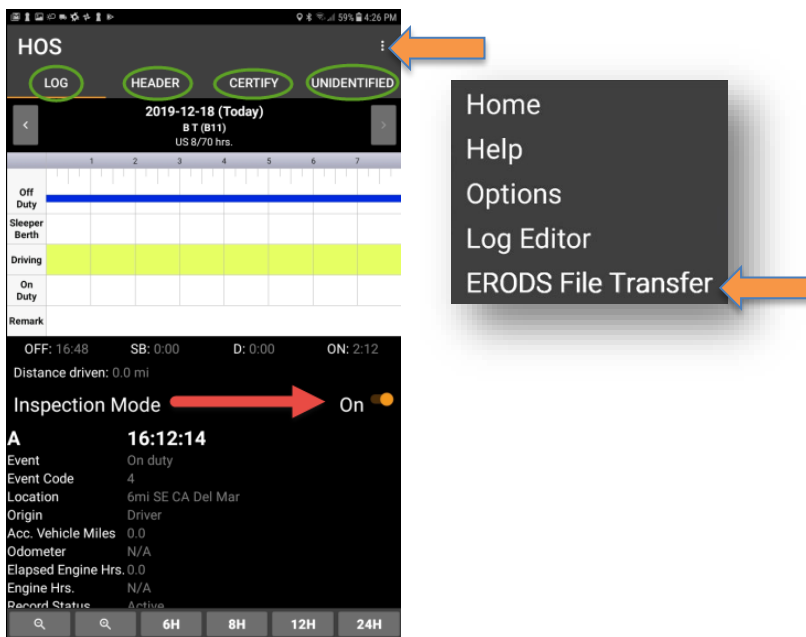 59% 4:26 PM
HOS
LOG HEADER CERTIFY UNIDENTIFIED
2019-12-18 (Today)
B T (B11)
US 8/70 hrs.
1 2 3 4 5 6 7
Off
Duty
Sleeper
Berth
Driving
On
Duty
Remark
OFF: 16:48 SB: 0:00 D: 0:00 ON: 2:12
Distance driven: 0.0 mi
Inspection Mode On
A 16:12:14
Event On duty
Event Code 4
Location 6mi SE CA Del Mar
Origin Driver
Acc. Vehicle Miles 0.0
Odometer N/A
Elapsed Engine Hrs. 0.0
Engine Hrs. N/A
Record Status Active
6H 8H 12H 24H
Home
Help
Options
Log Editor
ERODS File Transfer